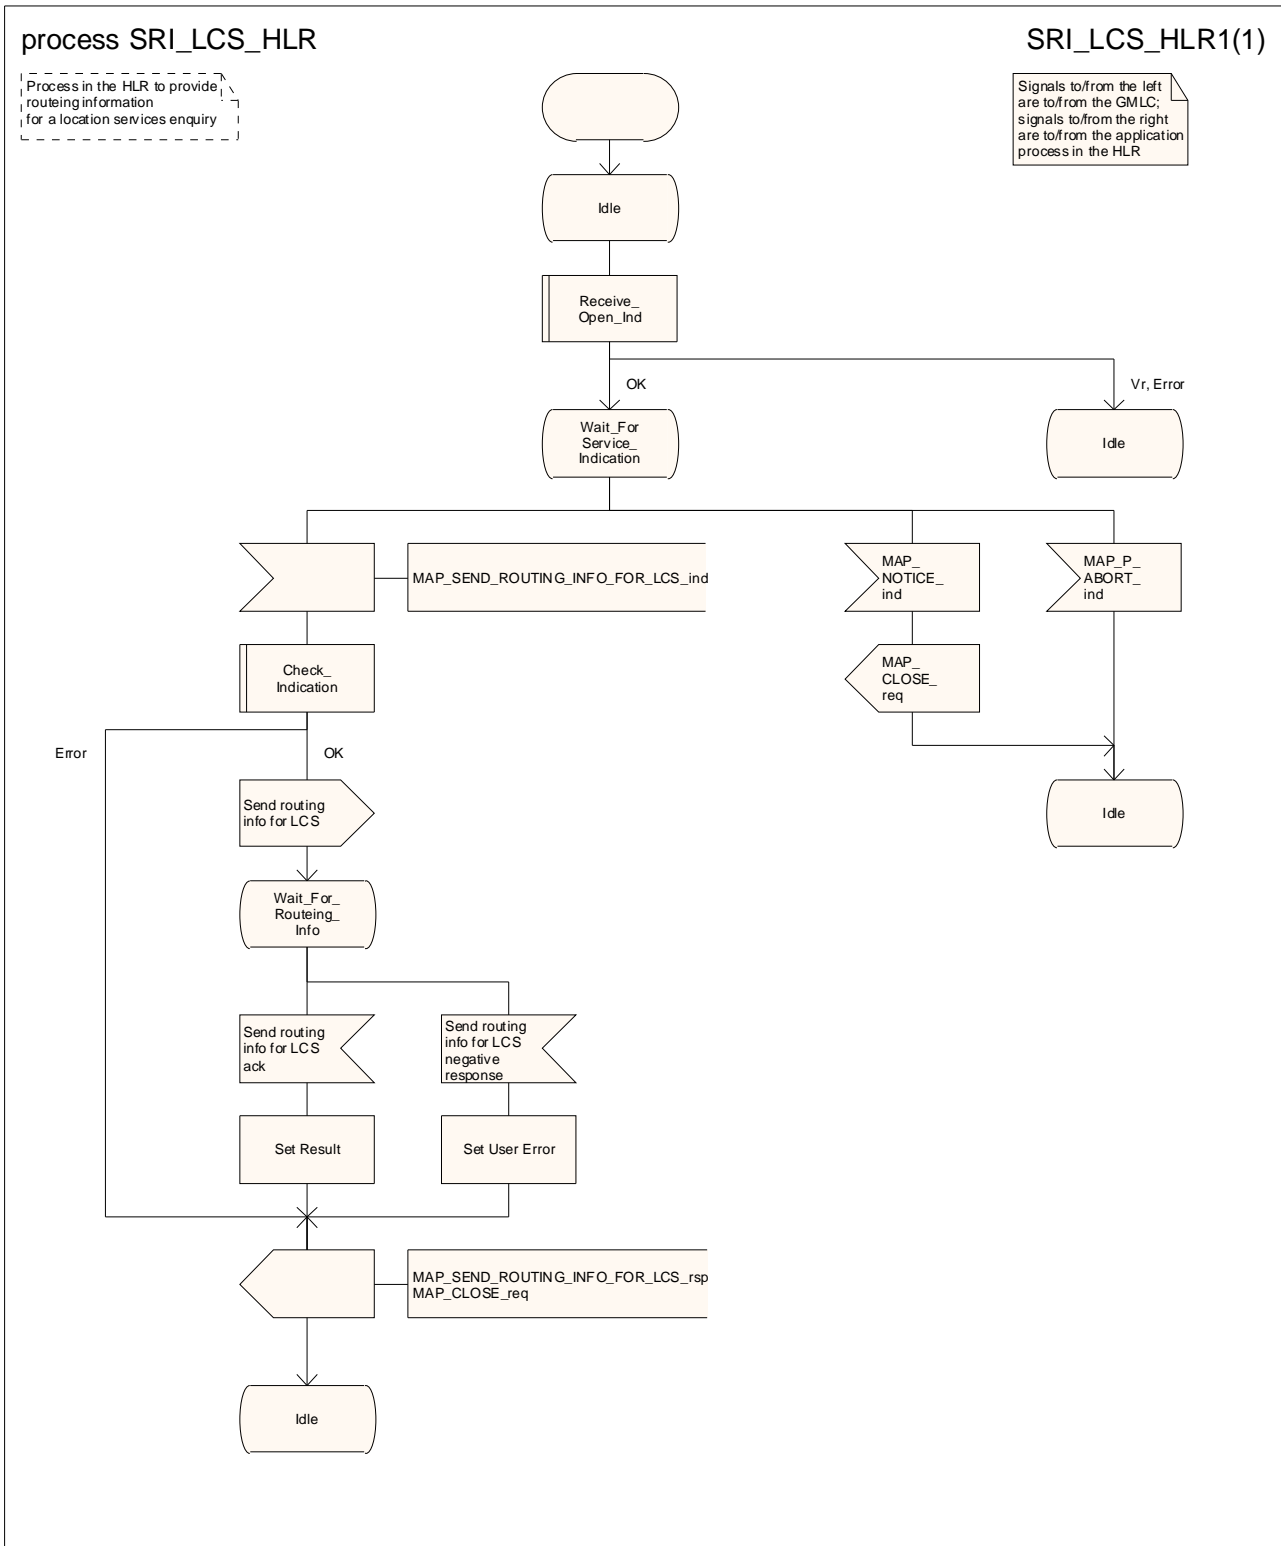 process SRI_LCS_HLR
SRI_LCS_HLR1(1)
Process in the HLR to provide
routeing information
for a location services enquiry
Signals to/from the left
are to/from the GMLC;
signals to/from the right
are to/from the application
process in the HLR
Idle
Receive_
Open_Ind
OK
Vr, Error
Wait_For
Service_
Indication
Idle
MAP_SEND_ROUTING_INFO_FOR_LCS_ind
MAP_
NOTICE_
ind
MAP_P_
ABORT_
ind
Check_
Indication
MAP_
CLOSE_
req
Error
OK
Send routing
info for LCS
Idle
Wait_For_
Routeing_
Info
Send routing
info for LCS
ack
Send routing
info for LCS
negative
response
Set Result
Set User Error
MAP_SEND_ROUTING_INFO_FOR_LCS_rsp
MAP_CLOSE_req
Idle